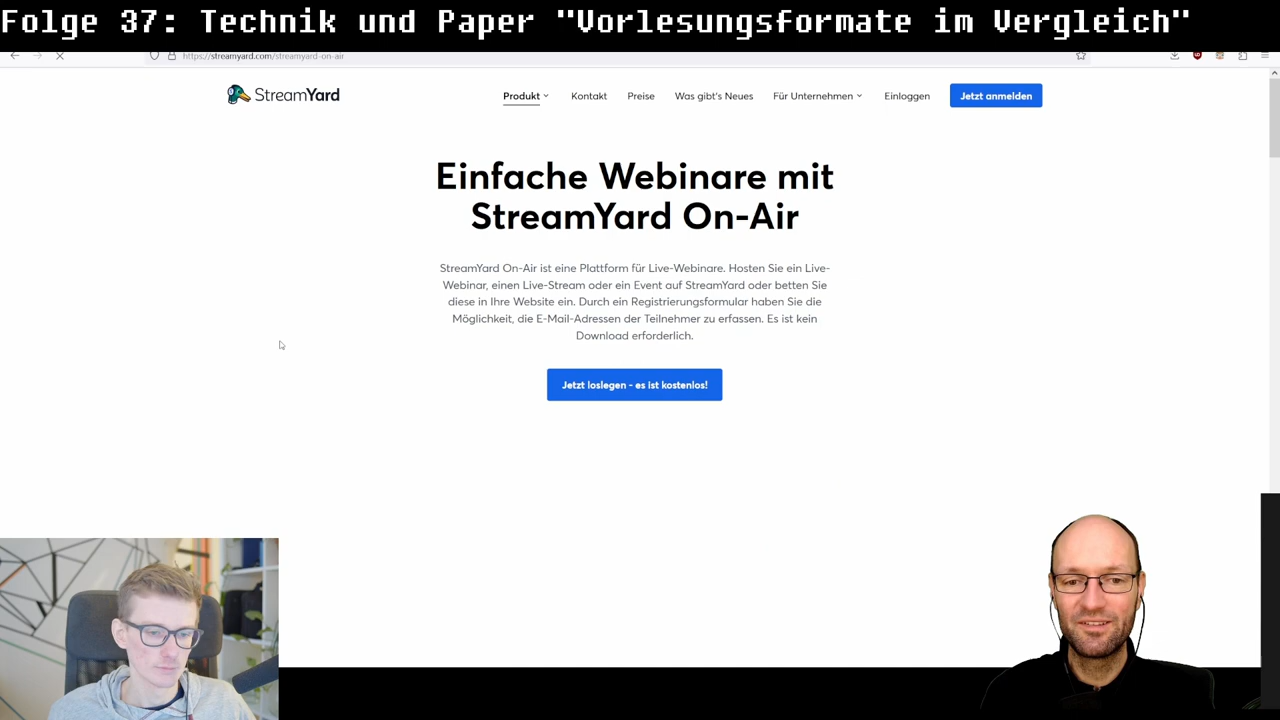 Folge 37: Technik und Paper "Vorlesungsformate im Vergleich"
https://streamyard.com/streamyard-on-air
StreamYard
Produkt
Kontakt
Preise
Was gibt's Neues
Für Unternehmen
Einloggen
Jetzt anmelden
Einfache Webinare mit
StreamYard On-Air
StreamYard On-Air ist eine Plattform für Live-Webinare. Hosten Sie ein Live-
Webinar, einen Live-Stream oder ein Event auf StreamYard oder betten Sie
diese in Ihre Website ein. Durch ein Registrierungsformular haben Sie die
Möglichkeit, die E-Mail-Adressen der Teilnehmer zu erfassen. Es ist kein
Download erforderlich.
Jetzt loslegen - es ist kostenlos!